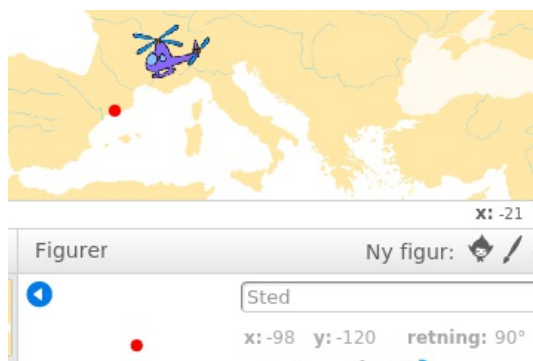 x: -21
Figurer
Ny figur:
Sted
x: -98 y: -120 retning: 90°